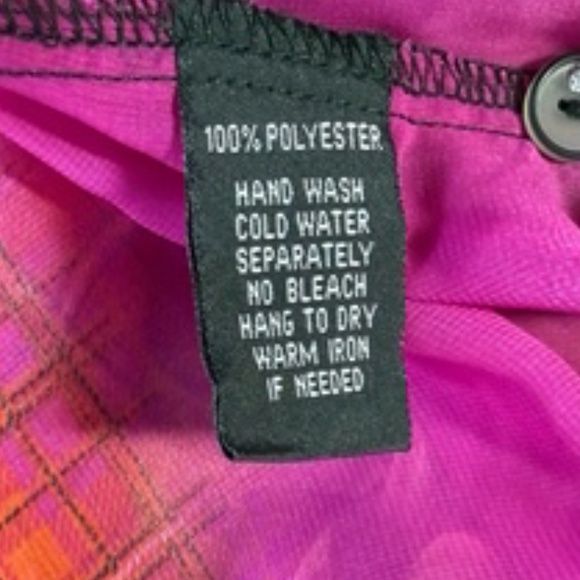 100% POLYESTER
HAND WASH
COLD WATER
SEPARATELY
NO BLEACH
HANG TO DRY
WARM IRON
IF NEEDED